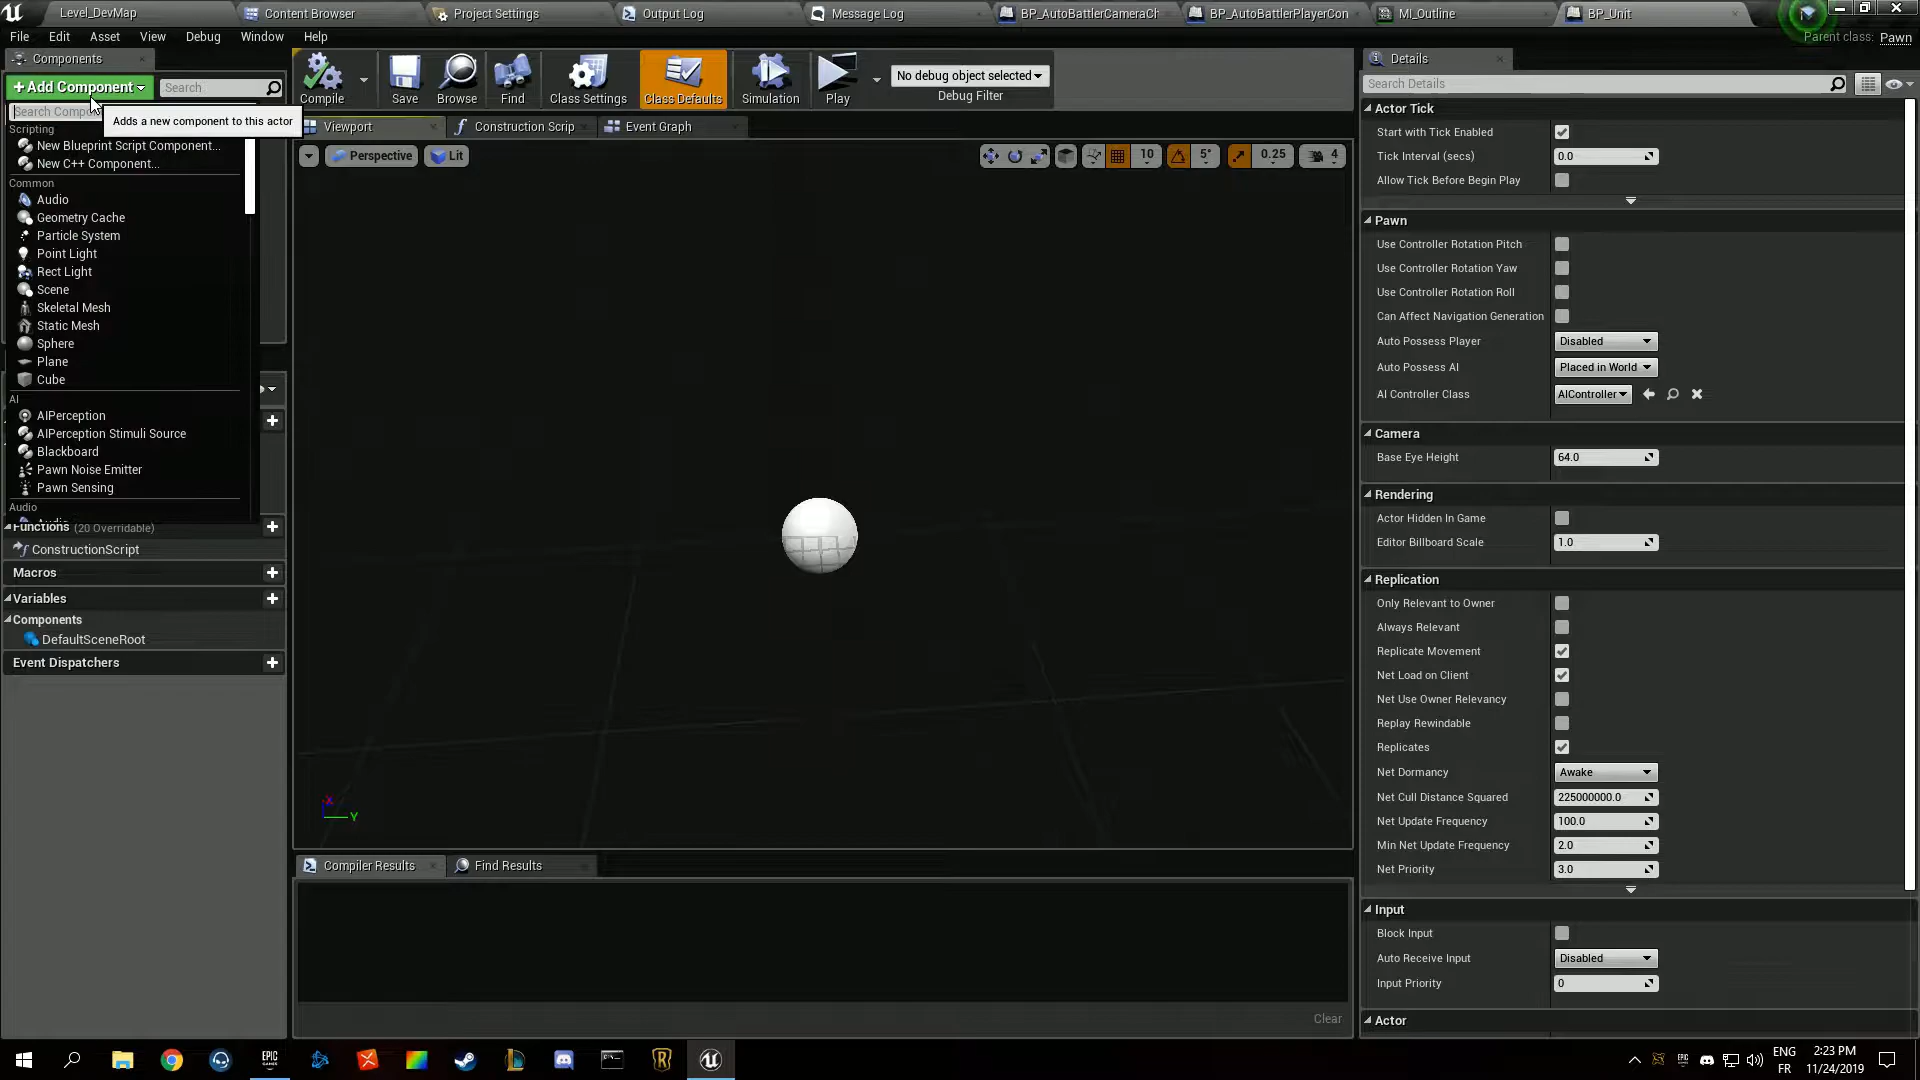 Level_DevMap
Content Browser
Project Settings
Output Log
Message Log
BP_AutoBattlerCameraCh
BP_AutoBattlerPlayerCon
MI_Outline
BP_Unit
File Edit Asset View Debug Window Help
Parent class: Pawn
Components
+Add Component
Search
Search Comp
Adds a new component to this actor
Scripting
New Blueprint Script Component...
New C++ Component...
Common
Audio
Geometry Cache
Particle System
Point Light
Rect Light
Scene
Skeletal Mesh
Static Mesh
Sphere
Plane
Cube
AI
AIPerception
AIPerception Stimuli Source
Blackboard
Pawn Noise Emitter
Pawn Sensing
Audio
Functions (20 Overridable)
ConstructionScript
Macros
Variables
Components
DefaultSceneRoot
Event Dispatchers
Compile
Save
Browse
Find
Class Settings
Class Defaults
Simulation
Play
No debug object selected
Debug Filter
Viewport
Construction Scrip
Event Graph
Perspective
Lit
10
5°
0.25
4
X
Y
Compiler Results
Find Results
Clear
Details
Search Details
Actor Tick
Start with Tick Enabled
Tick Interval (secs) 0.0
Allow Tick Before Begin Play
Pawn
Use Controller Rotation Pitch
Use Controller Rotation Yaw
Use Controller Rotation Roll
Can Affect Navigation Generation
Auto Possess Player Disabled
Auto Possess AI Placed in World
AI Controller Class AIController
Camera
Base Eye Height 64.0
Rendering
Actor Hidden In Game
Editor Billboard Scale 1.0
Replication
Only Relevant to Owner
Always Relevant
Replicate Movement
Net Load on Client
Net Use Owner Relevancy
Replay Rewindable
Replicates
Net Dormancy Awake
Net Cull Distance Squared 225000000.0
Net Update Frequency 100.0
Min Net Update Frequency 2.0
Net Priority 3.0
Input
Block Input
Auto Receive Input Disabled
Input Priority 0
Actor
EPIC
GAMES
ENG
FR
2:23 PM
11/24/2019